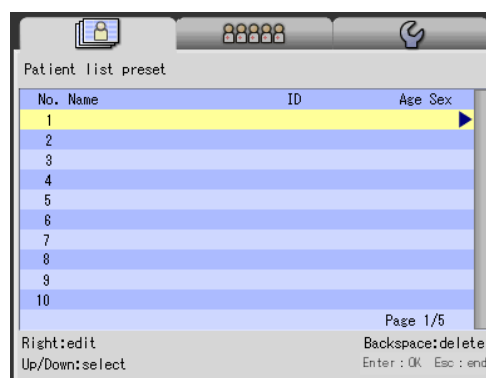 Patient list preset
No. Name ID Age Sex
1
2
3
4
5
6
7
8
9
10
Page 1/5
Right:edit Backspace:delete
Up/Down:select Enter:OK Esc:end